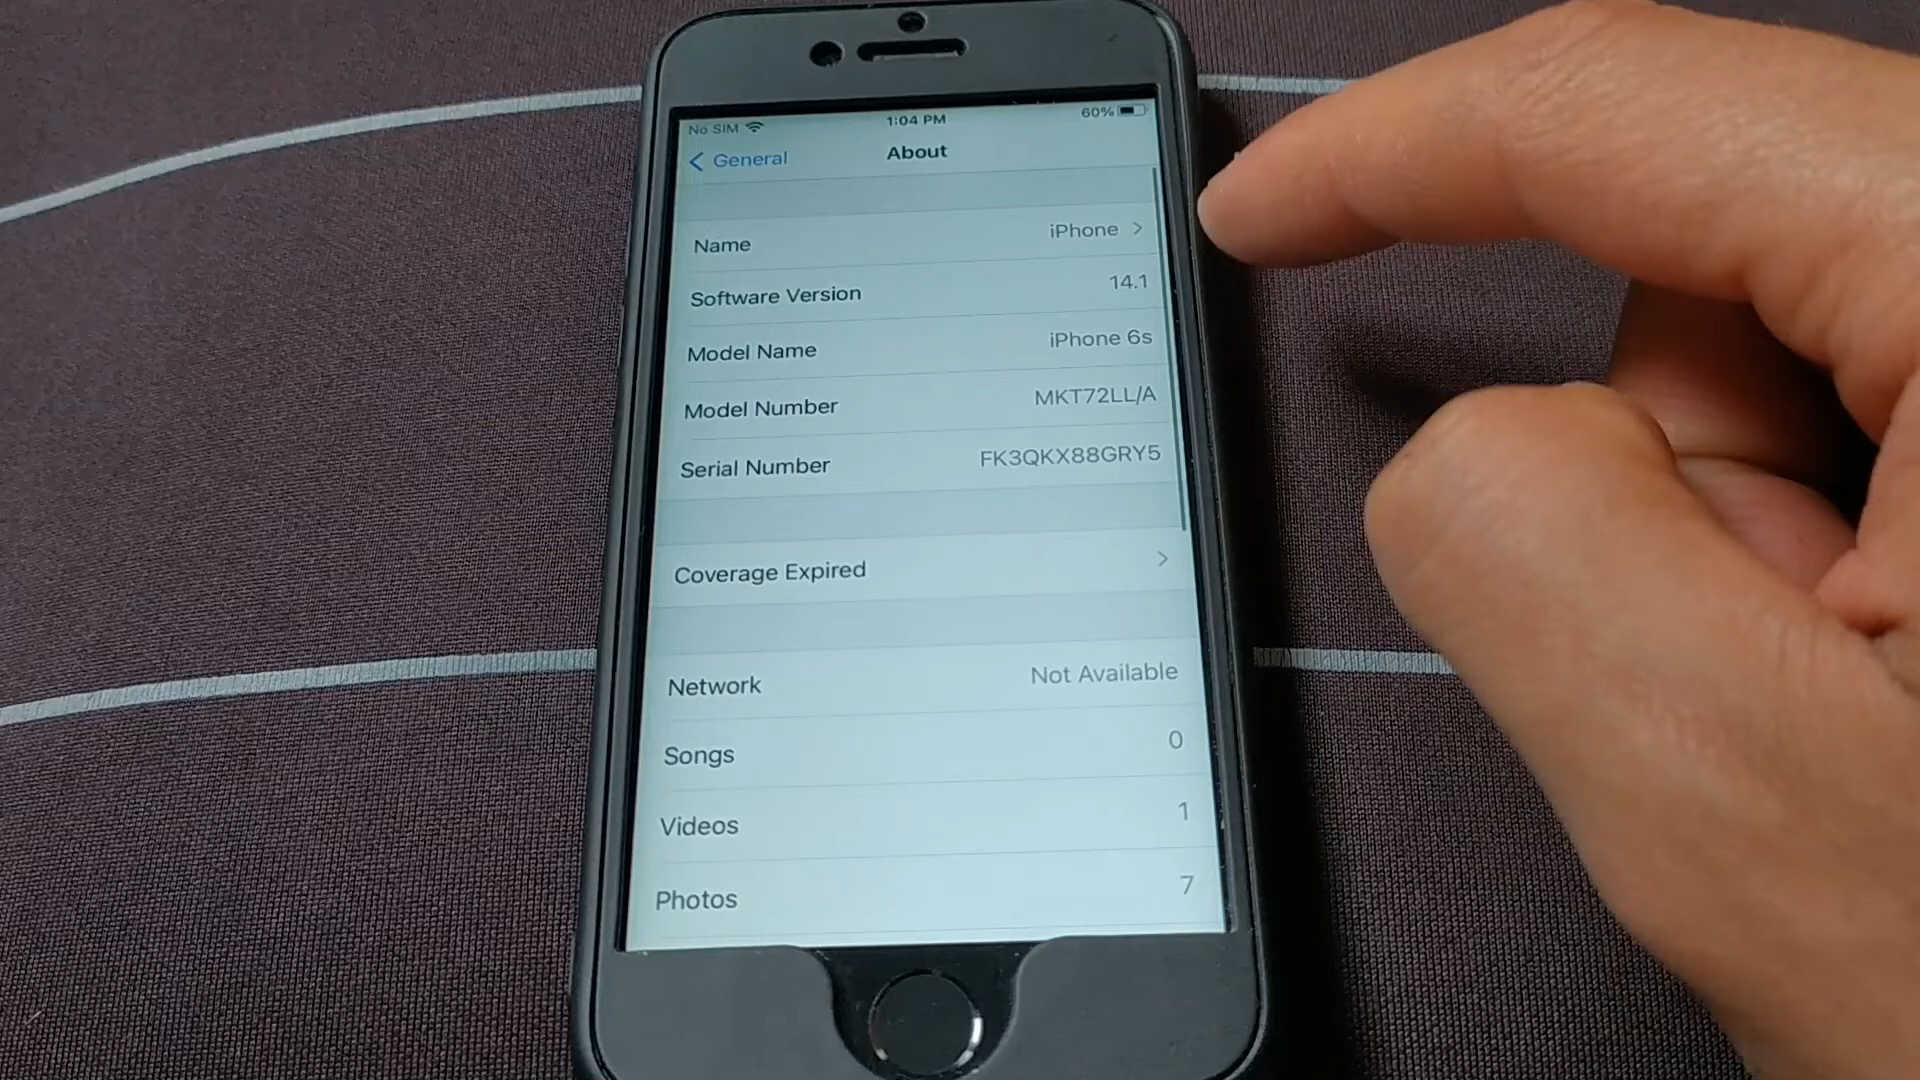 No SIM 1:04 PM 60%
General About
Name iPhone
Software Version 14.1
Model Name iPhone 6s
Model Number MKT72LL/A
Serial Number FK3QKX88GRY5
Coverage Expired
Network Not Available
Songs 0
Videos 1
Photos 7